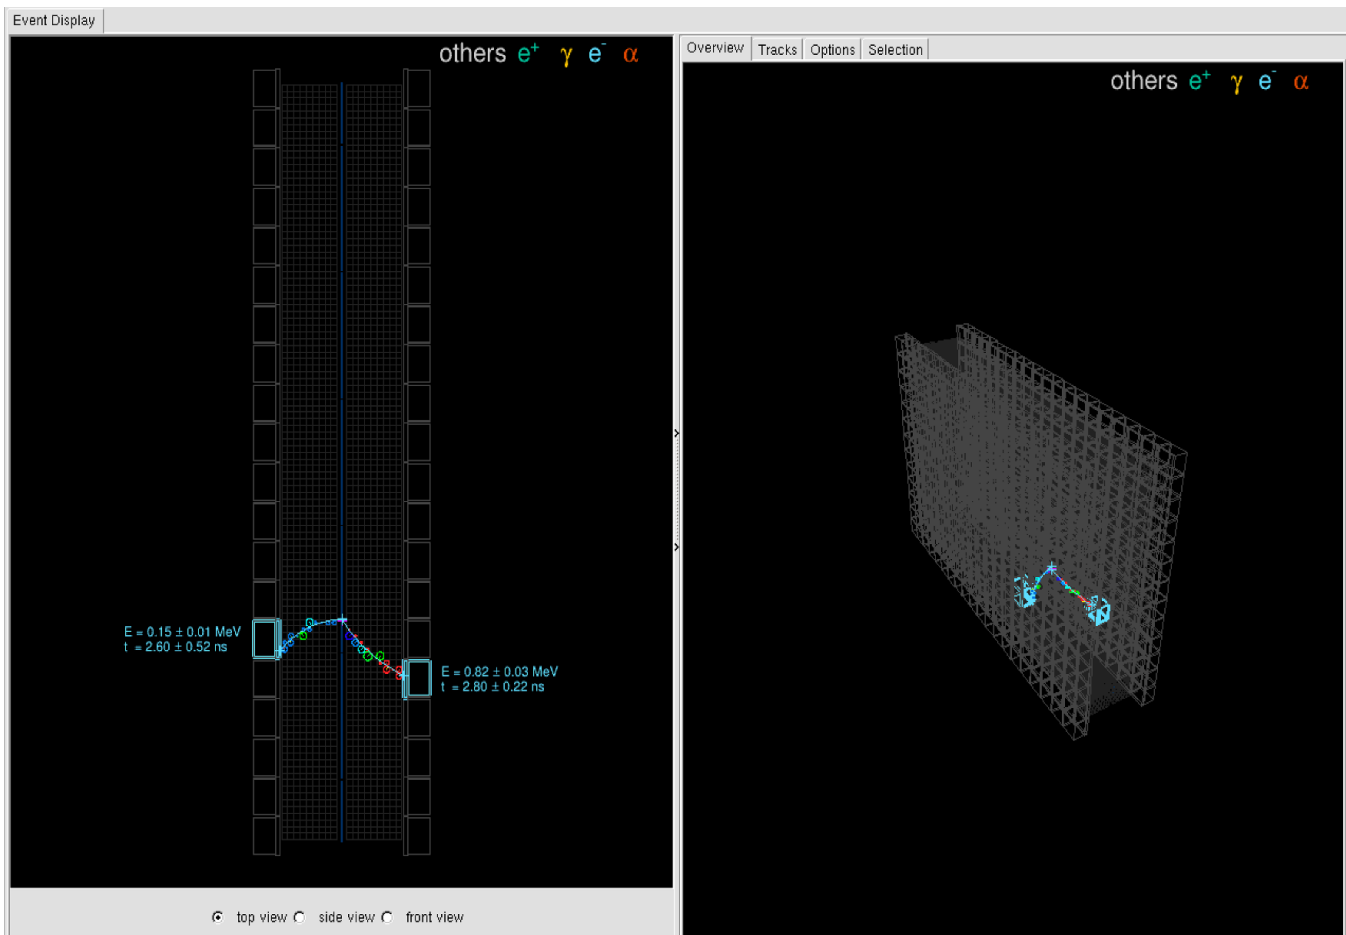 Event Display
others e⁺ γ e⁻ α
E = 0.15 ± 0.01 MeV
t = 2.60 ± 0.52 ns
E = 0.82 ± 0.03 MeV
t = 2.80 ± 0.22 ns
top view side view front view
Overview Tracks Options Selection
others e⁺ γ e⁻ α